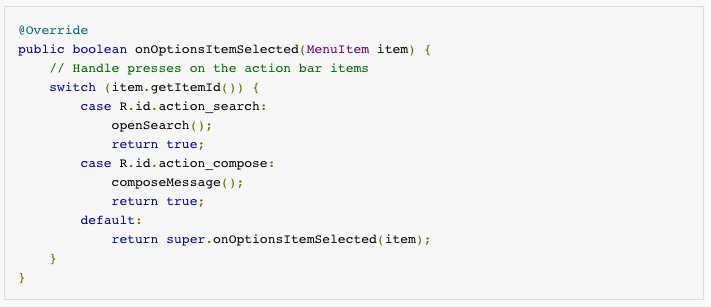 @Override
public boolean onOptionsItemSelected(MenuItem item) {
    // Handle presses on the action bar items
    switch (item.getItemId()) {
        case R.id.action_search:
            openSearch();
            return true;
        case R.id.action_compose:
            composeMessage();
            return true;
        default:
            return super.onOptionsItemSelected(item);
    }
}